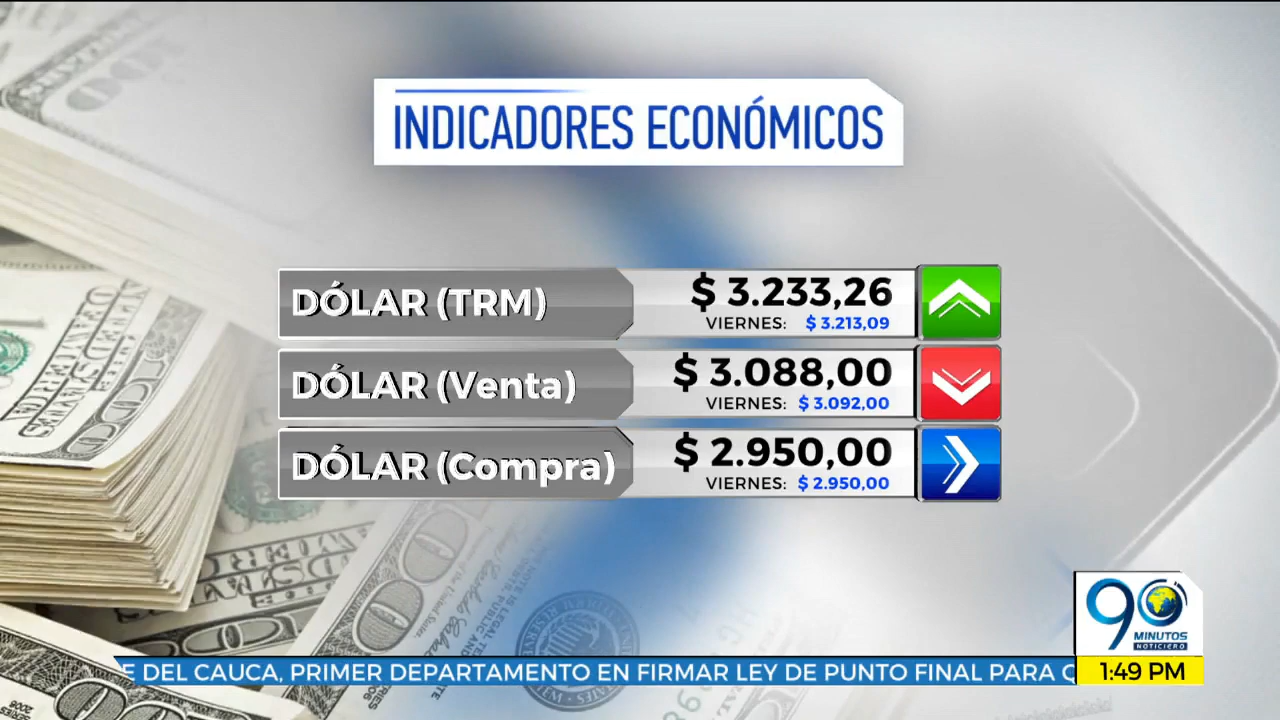 INDICADORES ECONÓMICOS
DÓLAR (TRM)
$ 3.233,26
VIERNES: $ 3.213,09
DÓLAR (Venta)
$ 3.088,00
VIERNES: $ 3.092,00
DÓLAR (Compra)
$ 2.950,00
VIERNES: $ 2.950,00
90
MINUTOS
NOTICIERO
DEL CAUCA, PRIMER DEPARTAMENTO EN FIRMAR LEY DE PUNTO FINAL PARA
1:49 PM